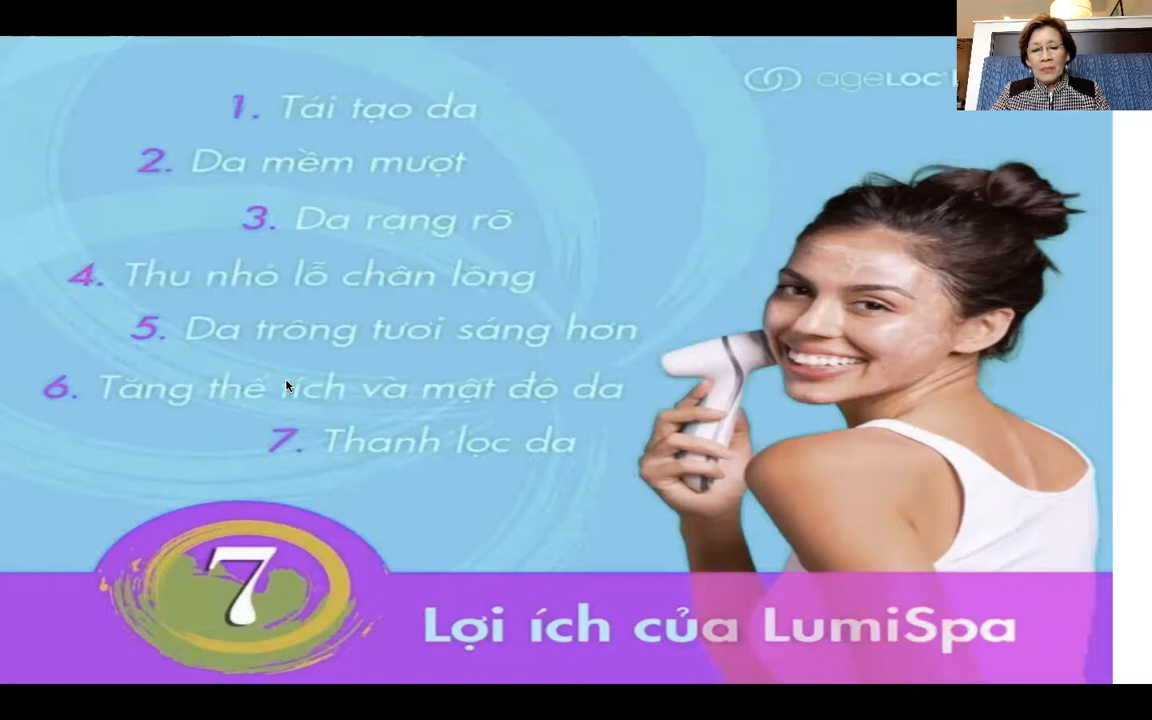 ageLOC
1. Tái tạo da
2. Da mềm mượt
3. Da rạng rỡ
4. Thu nhỏ lỗ chân lông
5. Da trông tươi sáng hơn
6. Tăng thể ích và mật độ da
7. Thanh lọc da
7
Lợi ích của LumiSpa